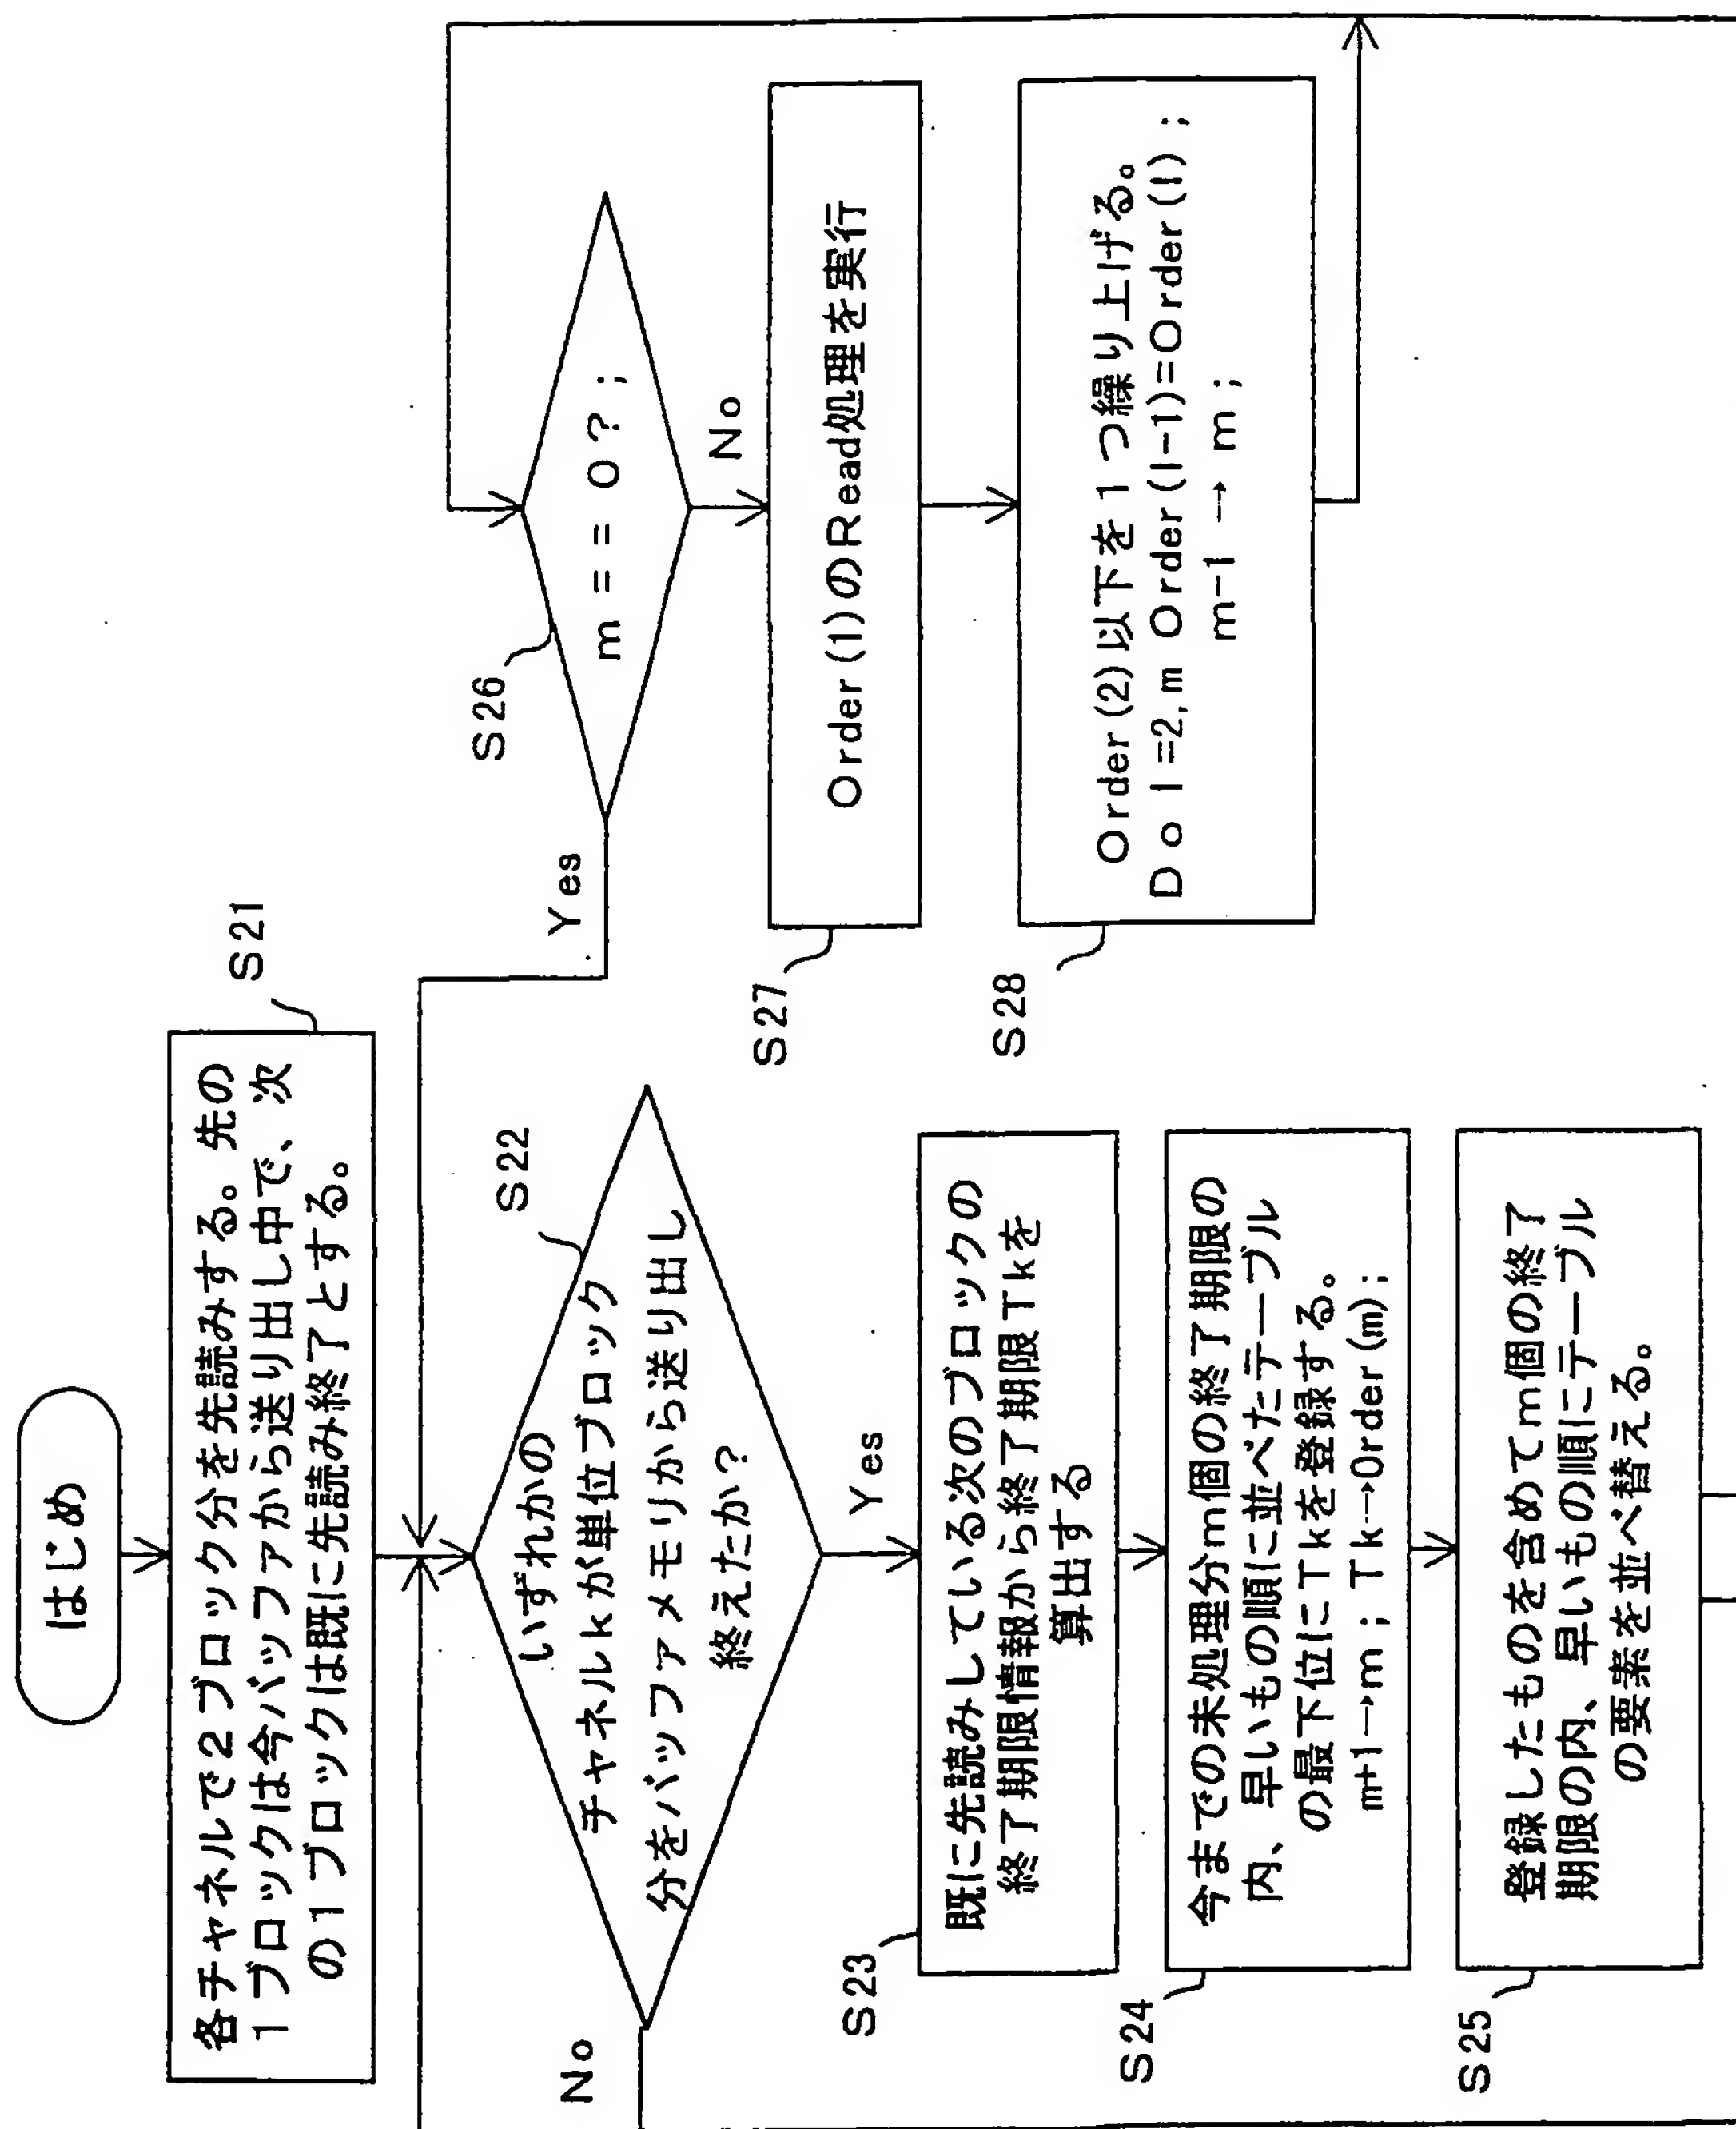 はじめ
S21
各チャネルで2ブロック分を先読みする。先の
1ブロックは今バッファから送り出し中で、次
の1ブロックは既に先読み終了とする。
S22
いずれかの
チャネルkが単位ブロック
分をバッファメモリから送り出し
終えたか?
No
Yes
S23
既に先読みしている次のブロックの
終了期限情報から終了期限Tkを
算出する
S24
今までの未処理分m個の終了期限の
内、早いもの順に並べたテーブル
の最下位にTkを登録する。
m+1→m ; Tk→Order(m);
S25
登録したものを含めてm個の終了
期限の内、早いもの順にテーブル
の要素を並べ替える。
S26
m == 0? ;
Yes
No
S27
Order(1)のRead処理を実行
S28
Order(2)以下を1つ繰り上げる。
Do l=2,m Order(l-1)=Order(l);
m-1 → m ;